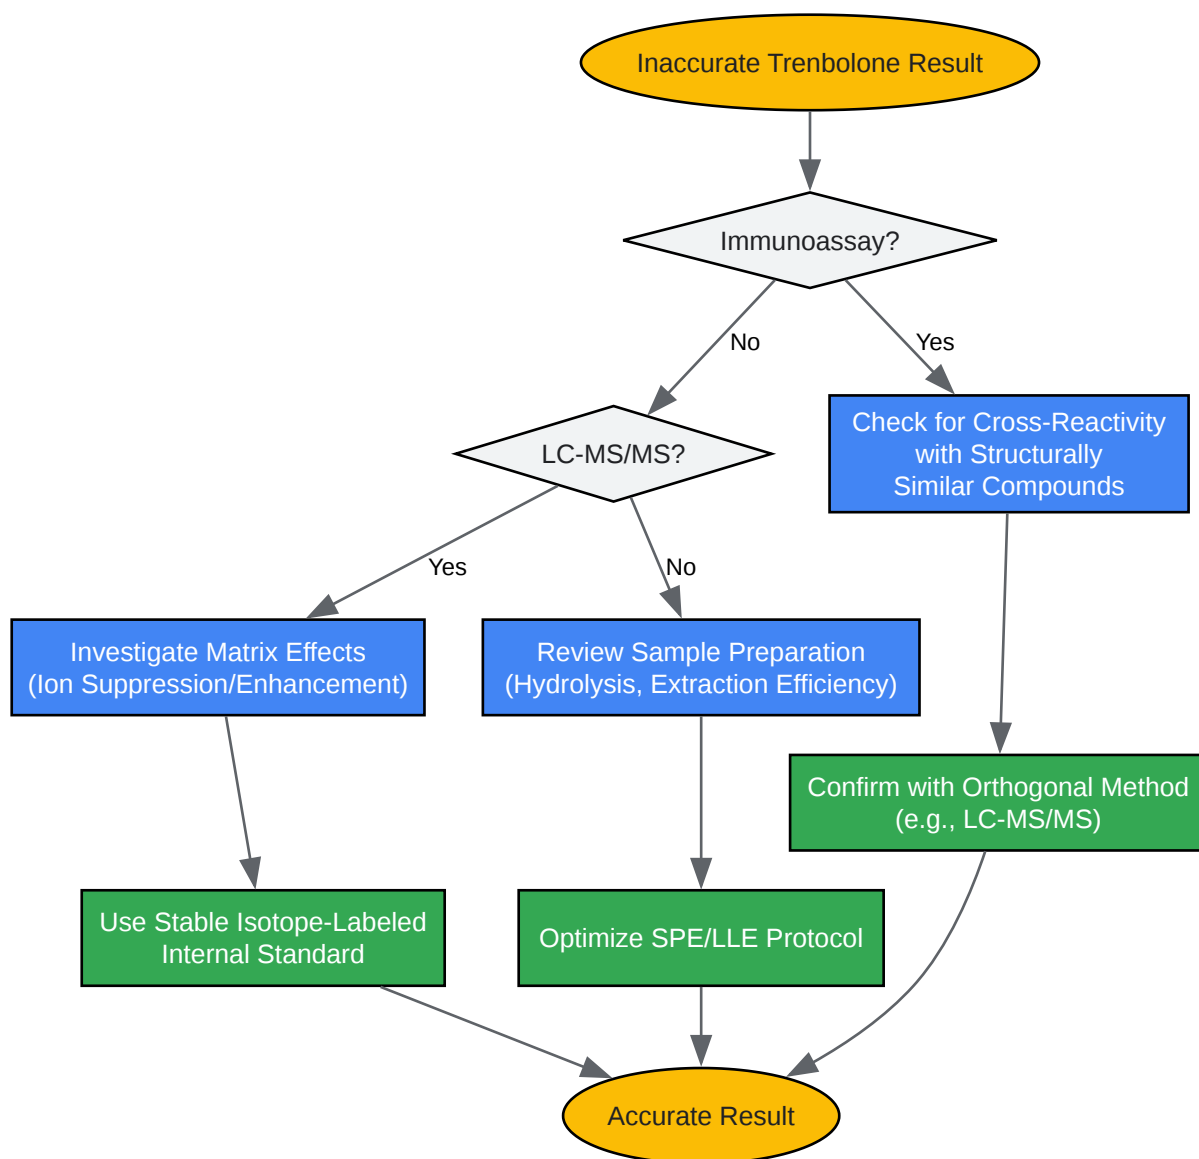 Inaccurate Trenbolone Result
Immunoassay?
No
Yes
Check for Cross-Reactivity
with Structurally
Similar Compounds
LC-MS/MS?
Yes
No
Investigate Matrix Effects
(Ion Suppression/Enhancement)
Review Sample Preparation
(Hydrolysis, Extraction Efficiency)
Confirm with Orthogonal Method
(e.g., LC-MS/MS)
Use Stable Isotope-Labeled
Internal Standard
Optimize SPE/LLE Protocol
Accurate Result